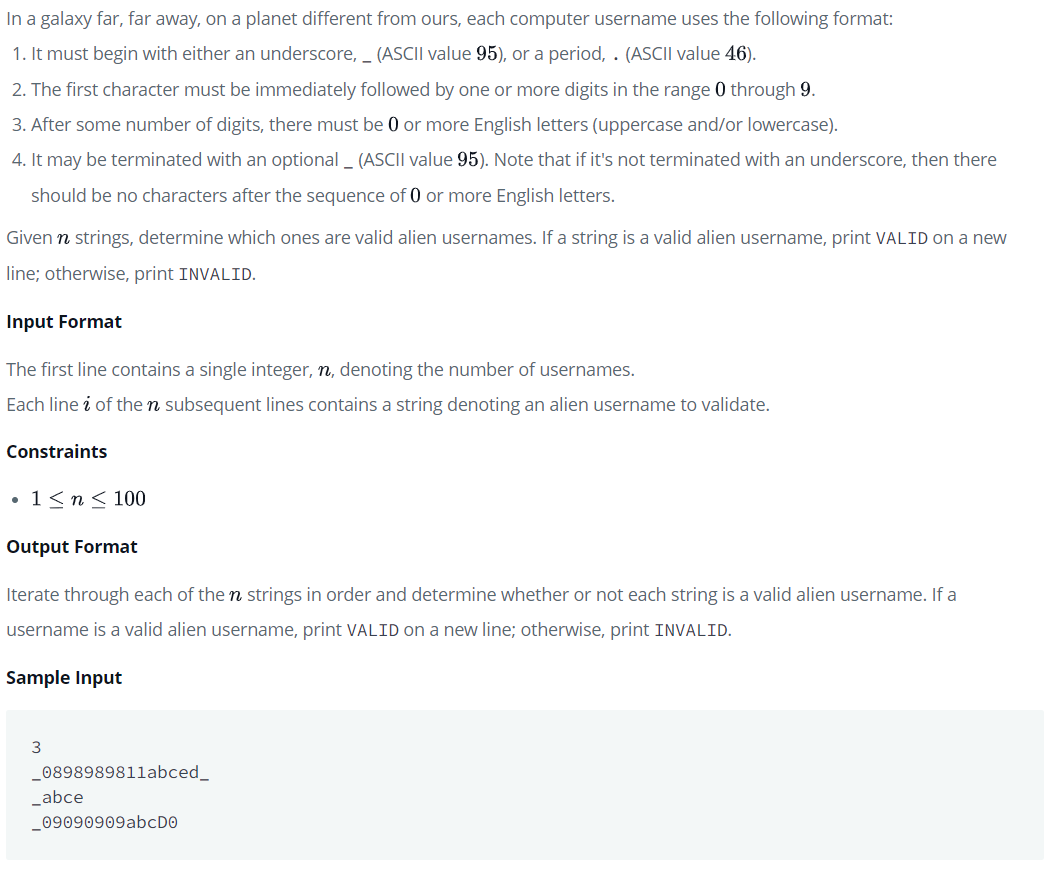 In a galaxy far, far away, on a planet different from ours, each computer username uses the following format:
1. It must begin with either an underscore, _ (ASCII value 95), or a period, . (ASCII value 46).
2. The first character must be immediately followed by one or more digits in the range 0 through 9.
3. After some number of digits, there must be 0 or more English letters (uppercase and/or lowercase).
4. It may be terminated with an optional _ (ASCII value 95). Note that if it's not terminated with an underscore, then there
should be no characters after the sequence of 0 or more English letters.
Given n strings, determine which ones are valid alien usernames. If a string is a valid alien username, print VALID on a new
line; otherwise, print INVALID.
Input Format
The first line contains a single integer, n, denoting the number of usernames.
Each line i of the n subsequent lines contains a string denoting an alien username to validate.
Constraints
• 1 ≤ n ≤ 100
Output Format
Iterate through each of the n strings in order and determine whether or not each string is a valid alien username. If a
username is a valid alien username, print VALID on a new line; otherwise, print INVALID.
Sample Input
3
_0898989811abced_
_abce
_09090909abcD0